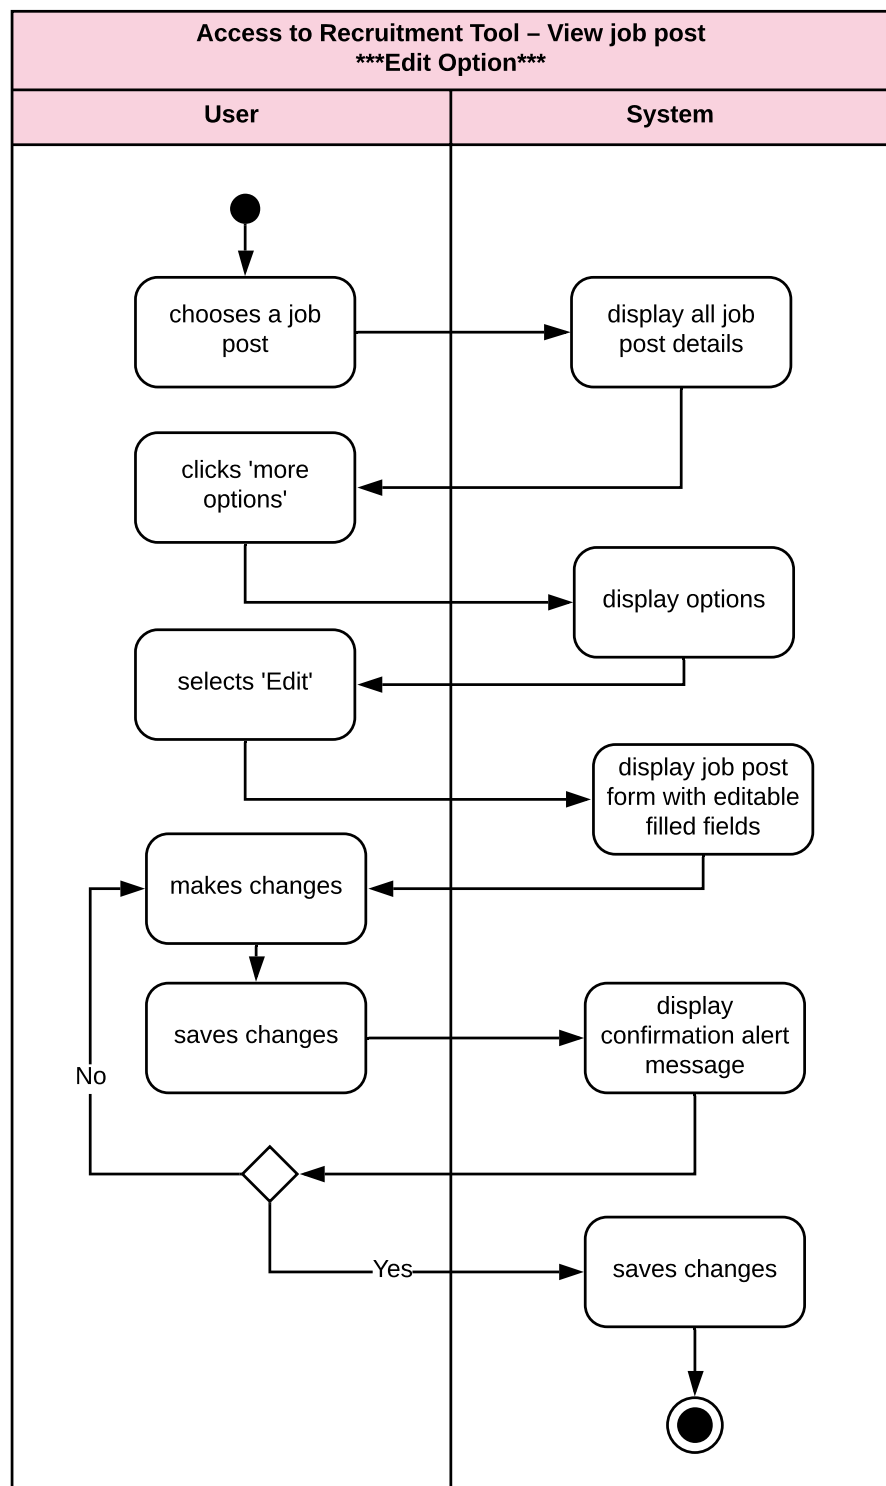 Access to Recruitment Tool – View job post
***Edit Option***
User
System
chooses a job
post
display all job
post details
clicks 'more
options'
display options
selects 'Edit'
display job post
form with editable
filled fields
makes changes
saves changes
display
confirmation alert
message
No
Yes
saves changes